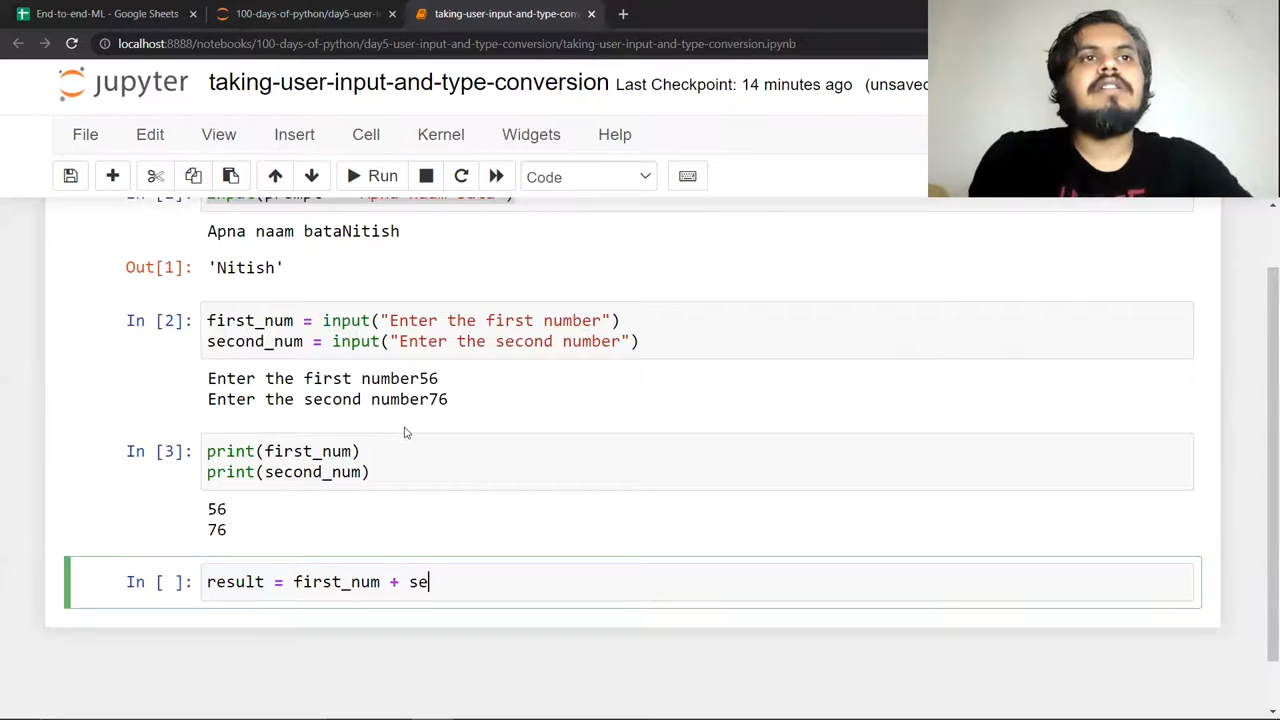 End-to-end-ML - Google Sheets
100-days-of-python/day5-user-i
taking-user-input-and-type-con
localhost:8888/notebooks/100-days-of-python/day5-user-input-and-type-conversion/taking-user-input-and-type-conversion.ipynb
jupyter taking-user-input-and-type-conversion Last Checkpoint: 14 minutes ago (unsaved
File Edit View Insert Cell Kernel Widgets Help
Run Code
Apna naam bataNitish
Out[1]: 'Nitish'
In [2]: first_num = input("Enter the first number")
second_num = input("Enter the second number")
Enter the first number56
Enter the second number76
In [3]: print(first_num)
print(second_num)
56
76
In [ ]: result = first_num + se